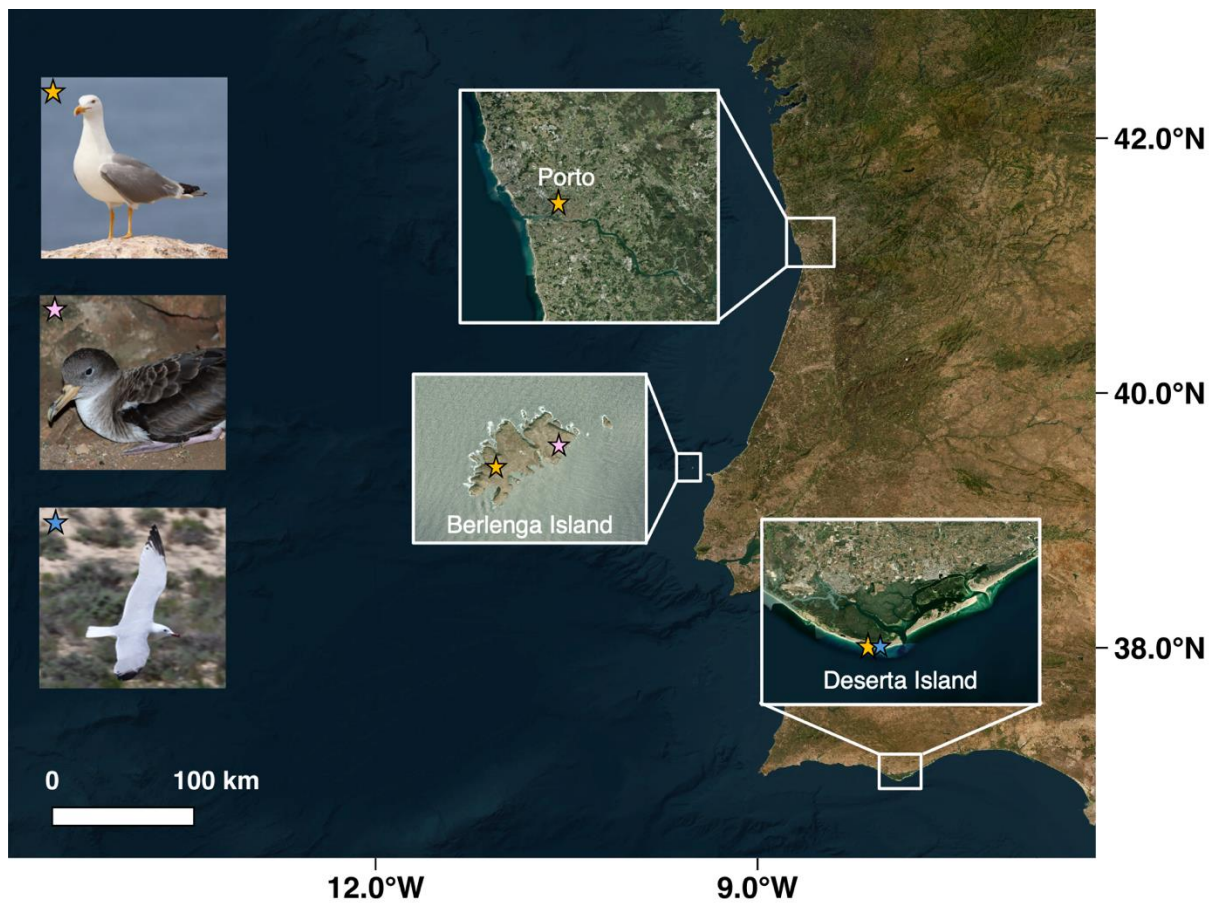 Porto
42.0°N
40.0°N
Berlenga Island
38.0°N
Deserta Island
0 100 km
12.0°W 9.0°W